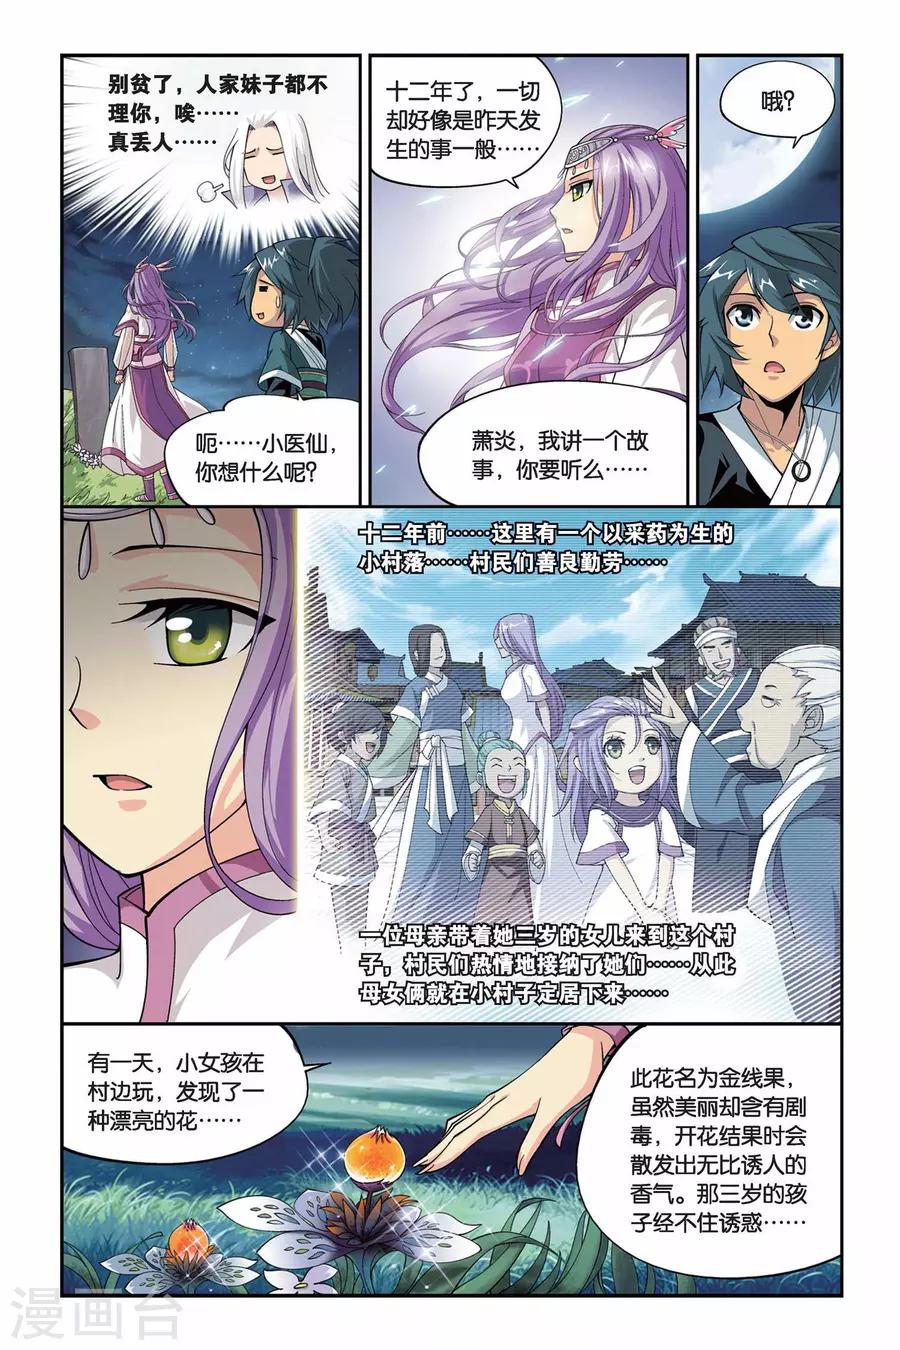 别贫了，人家妹子都不
理你，唉……
真丢人……
呃……小医仙，
你想什么呢？
十二年了，一切
却好像是昨天发
生的事一般……
萧炎，我讲一个故
事，你要听么……
哦？
十二年前……这里有一个以采药为生的
小村落……村民们善良勤劳……
一位母亲带着她三岁的女儿来到这个村
子，村民们热情地接纳了她们……从此
母女俩就在小村子定居下来……
有一天，小女孩在
村边玩，发现了一
种漂亮的花……
此花名为金线果，
虽然美丽却含有剧
毒，开花结果时会
散发出无比诱人的
香气。那三岁的孩
子经不住诱惑……
漫画台